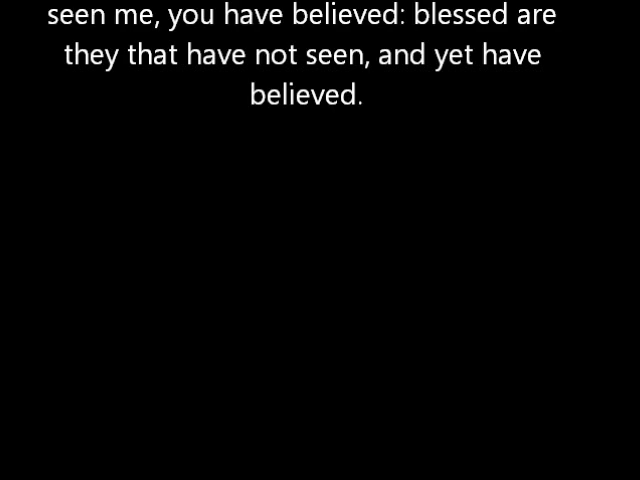 seen me, you have believed: blessed are
they that have not seen, and yet have
believed.